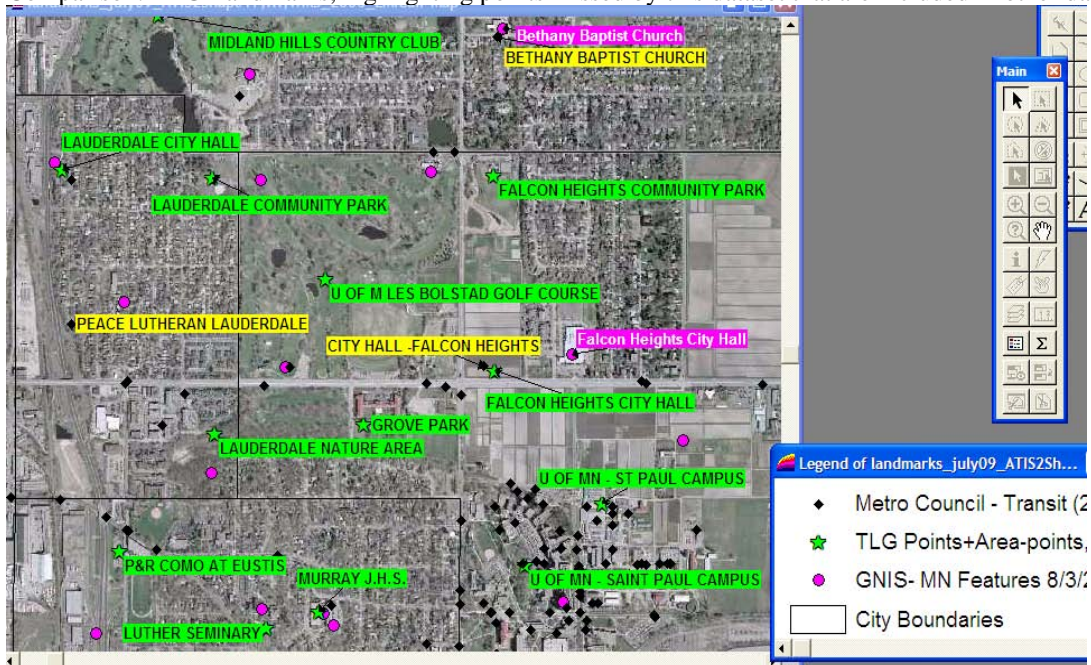 MIDLAND HILLS COUNTRY CLUB
Bethany Baptist Church
BETHANY BAPTIST CHURCH
LAUDERDALE CITY HALL
LAUDERDALE COMMUNITY PARK
FALCON HEIGHTS COMMUNITY PARK
U OF M LES BOLSTAD GOLF COURSE
PEACE LUTHERAN LAUDERDALE
CITY HALL -FALCON HEIGHTS
Falcon Heights City Hall
FALCON HEIGHTS CITY HALL
GROVE PARK
LAUDERDALE NATURE AREA
U OF MN - ST PAUL CAMPUS
P&R COMO AT EUSTIS
MURRAY J.H.S.
U OF MN - SAINT PAUL CAMPUS
LUTHER SEMINARY
Main
Legend of landmarks_july09_ATIS2Sh...
Metro Council - Transit (2
TLG Points+Area-points,
GNIS- MN Features 8/3/2
City Boundaries